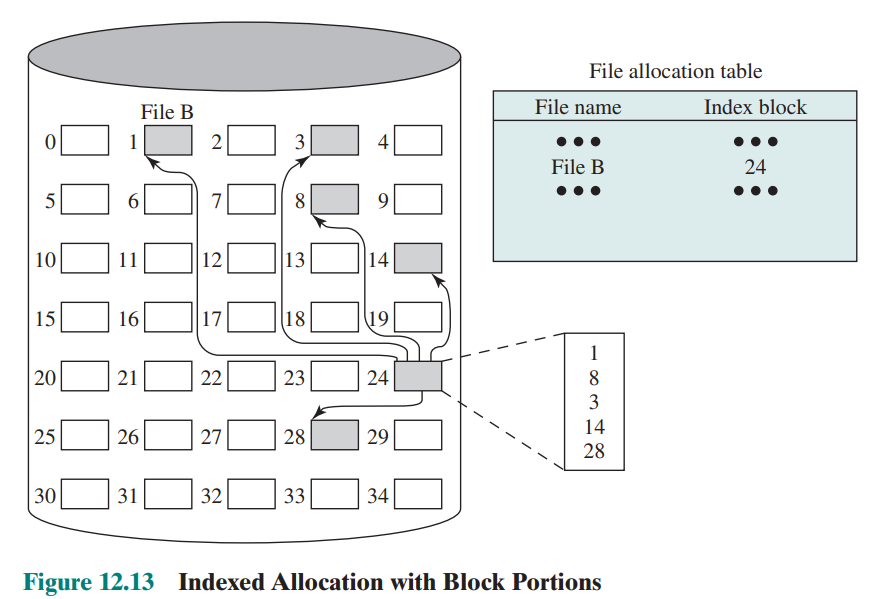 File B
0 1 2 3 4
5 6 7 8 9
10 11 12 13 14
15 16 17 18 19
20 21 22 23 24
25 26 27 28 29
30 31 32 33 34
File allocation table
File name Index block
••• •••
File B 24
••• •••
1
8
3
14
28
Figure 12.13 Indexed Allocation with Block Portions